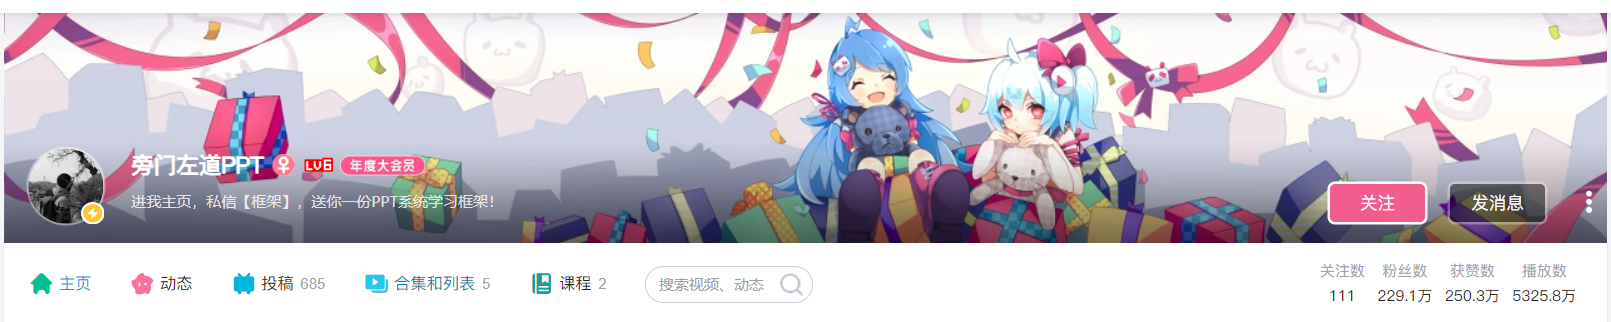 旁门左道PPT LV6 年度大会员
进我主页，私信【框架】，送你一份PPT系统学习框架！
关注 发消息
主页 动态 投稿 685 合集和列表 5 课程 2 搜索视频、动态
关注数 粉丝数 获赞数 播放数
111 229.1万 250.3万 5325.8万